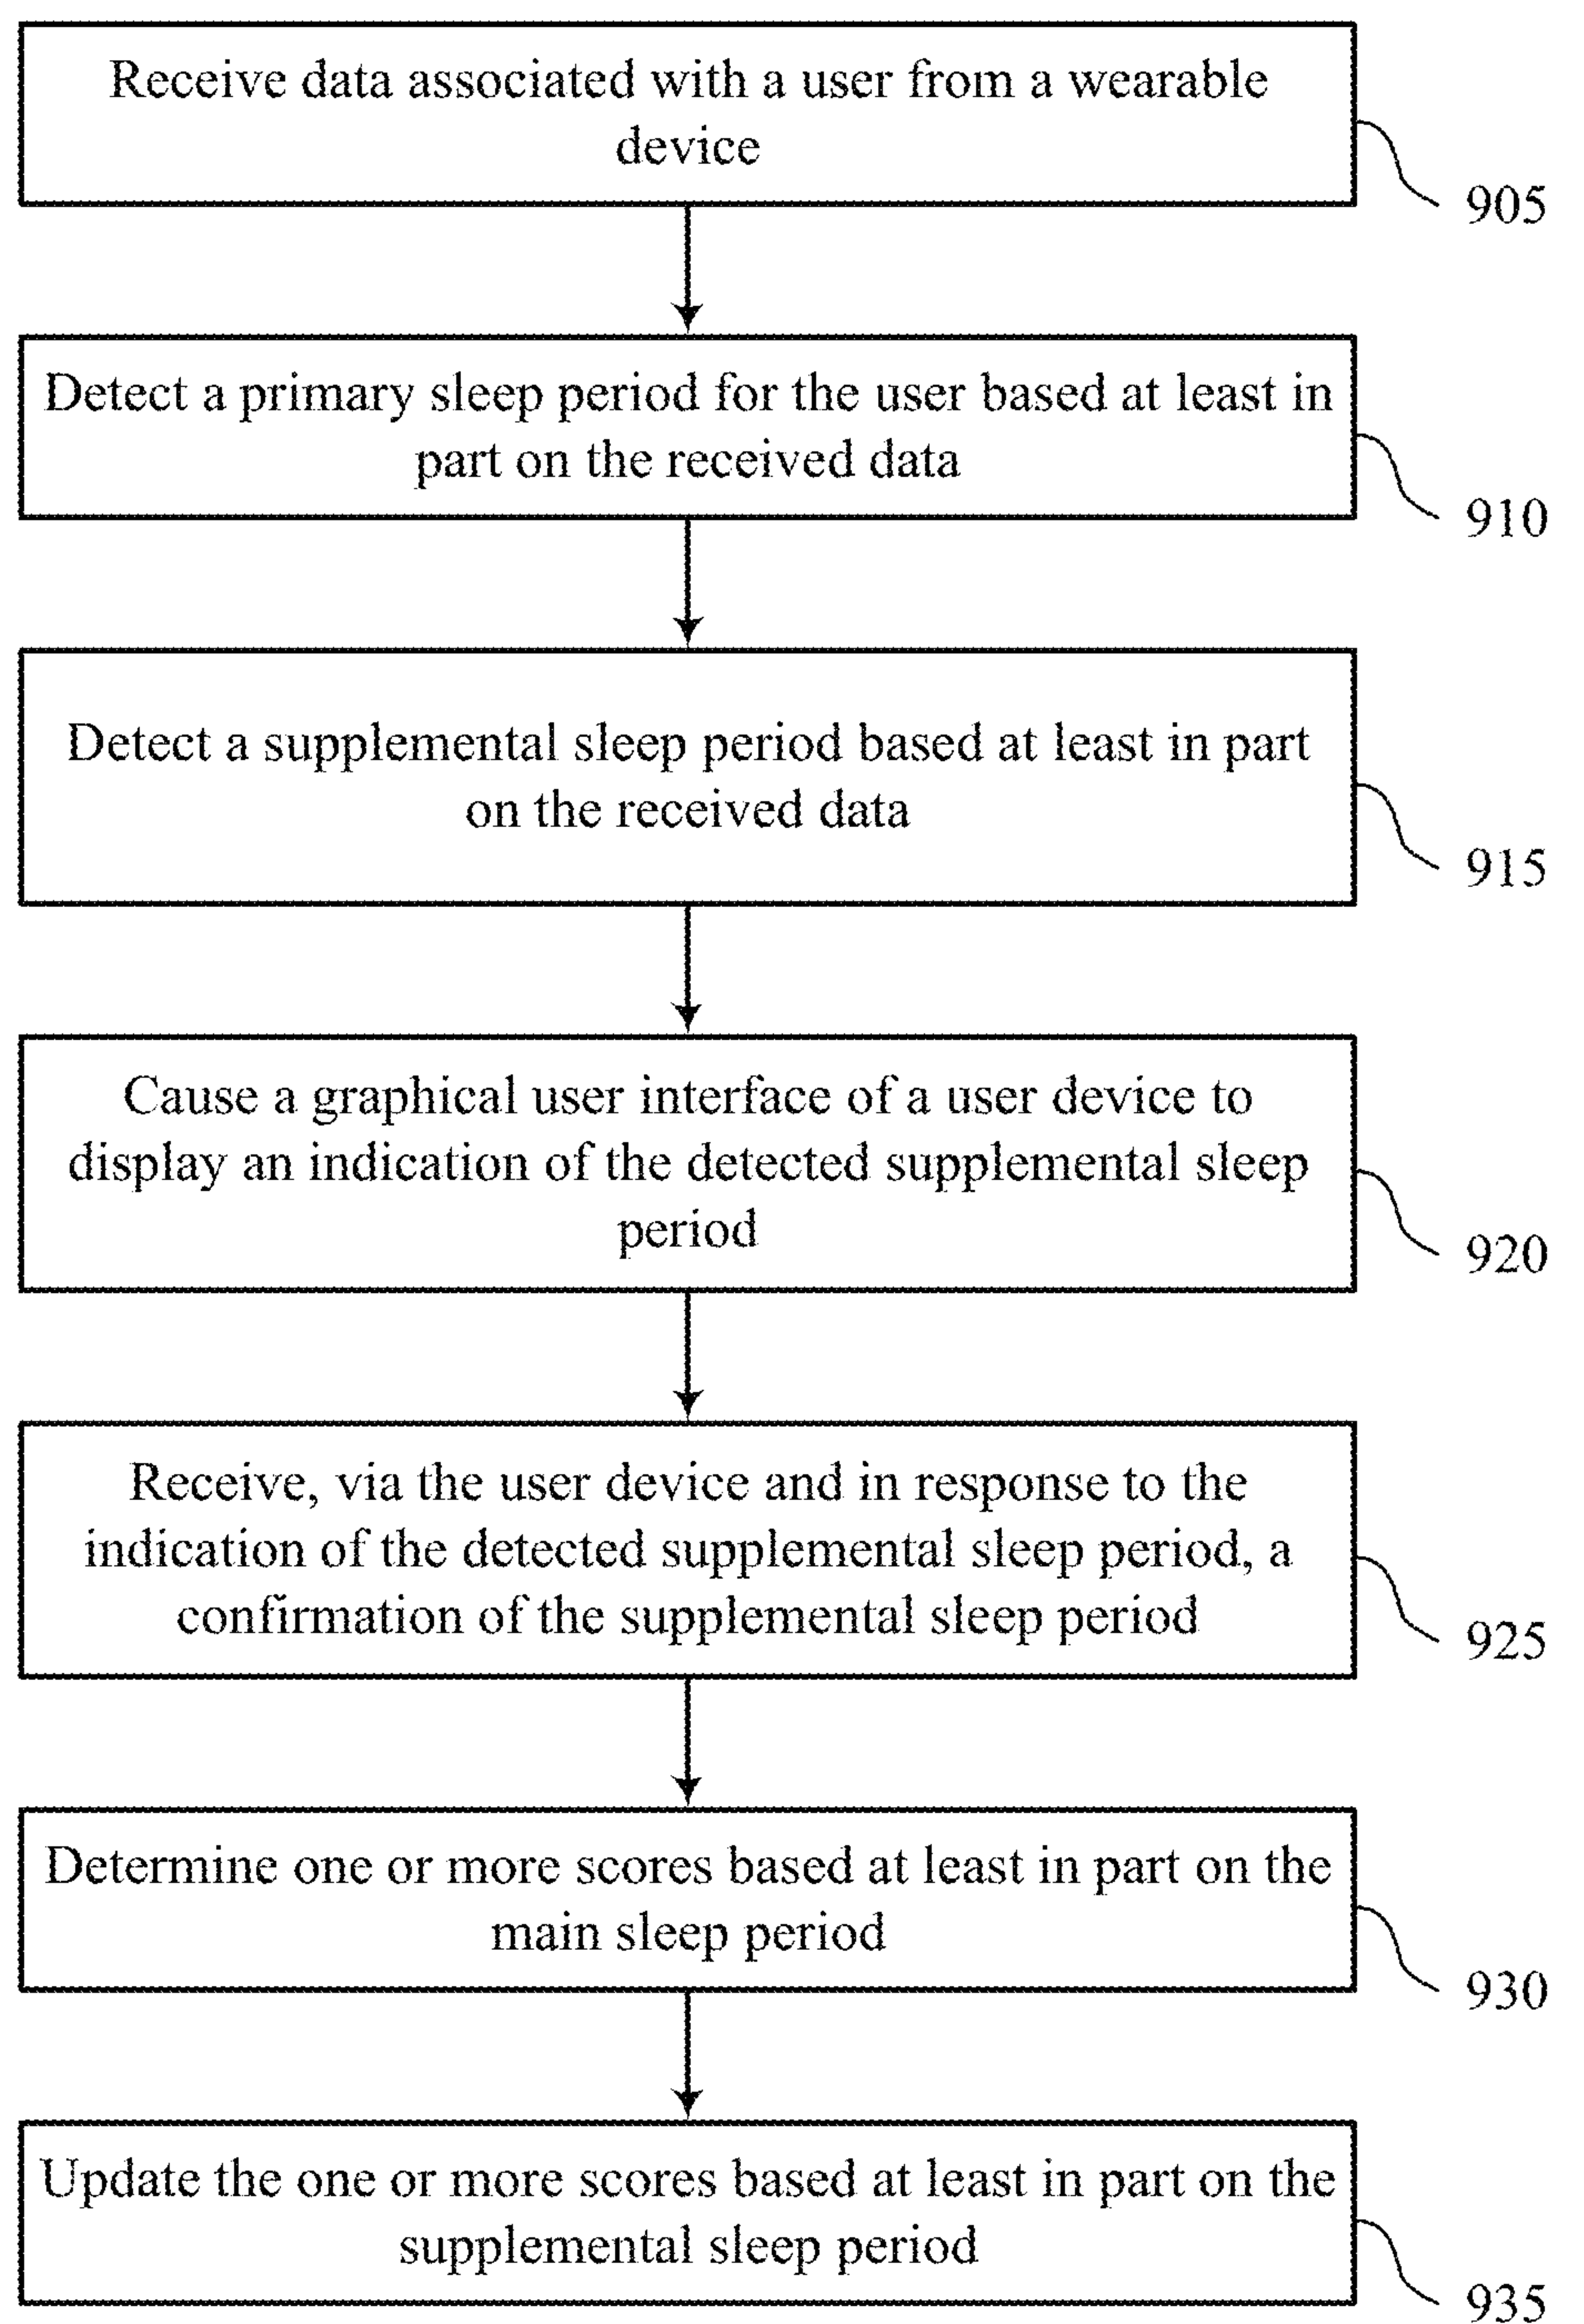 Receive data associated with a user from a wearable
device
905
Detect a primary sleep period for the user based at least in
part on the received data
910
Detect a supplemental sleep period based at least in part
on the received data
915
Cause a graphical user interface of a user device to
display an indication of the detected supplemental sleep
period
920
Receive, via the user device and in response to the
indication of the detected supplemental sleep period, a
confirmation of the supplemental sleep period
925
Determine one or more scores based at least in part on the
main sleep period
930
Update the one or more scores based at least in part on the
supplemental sleep period
935